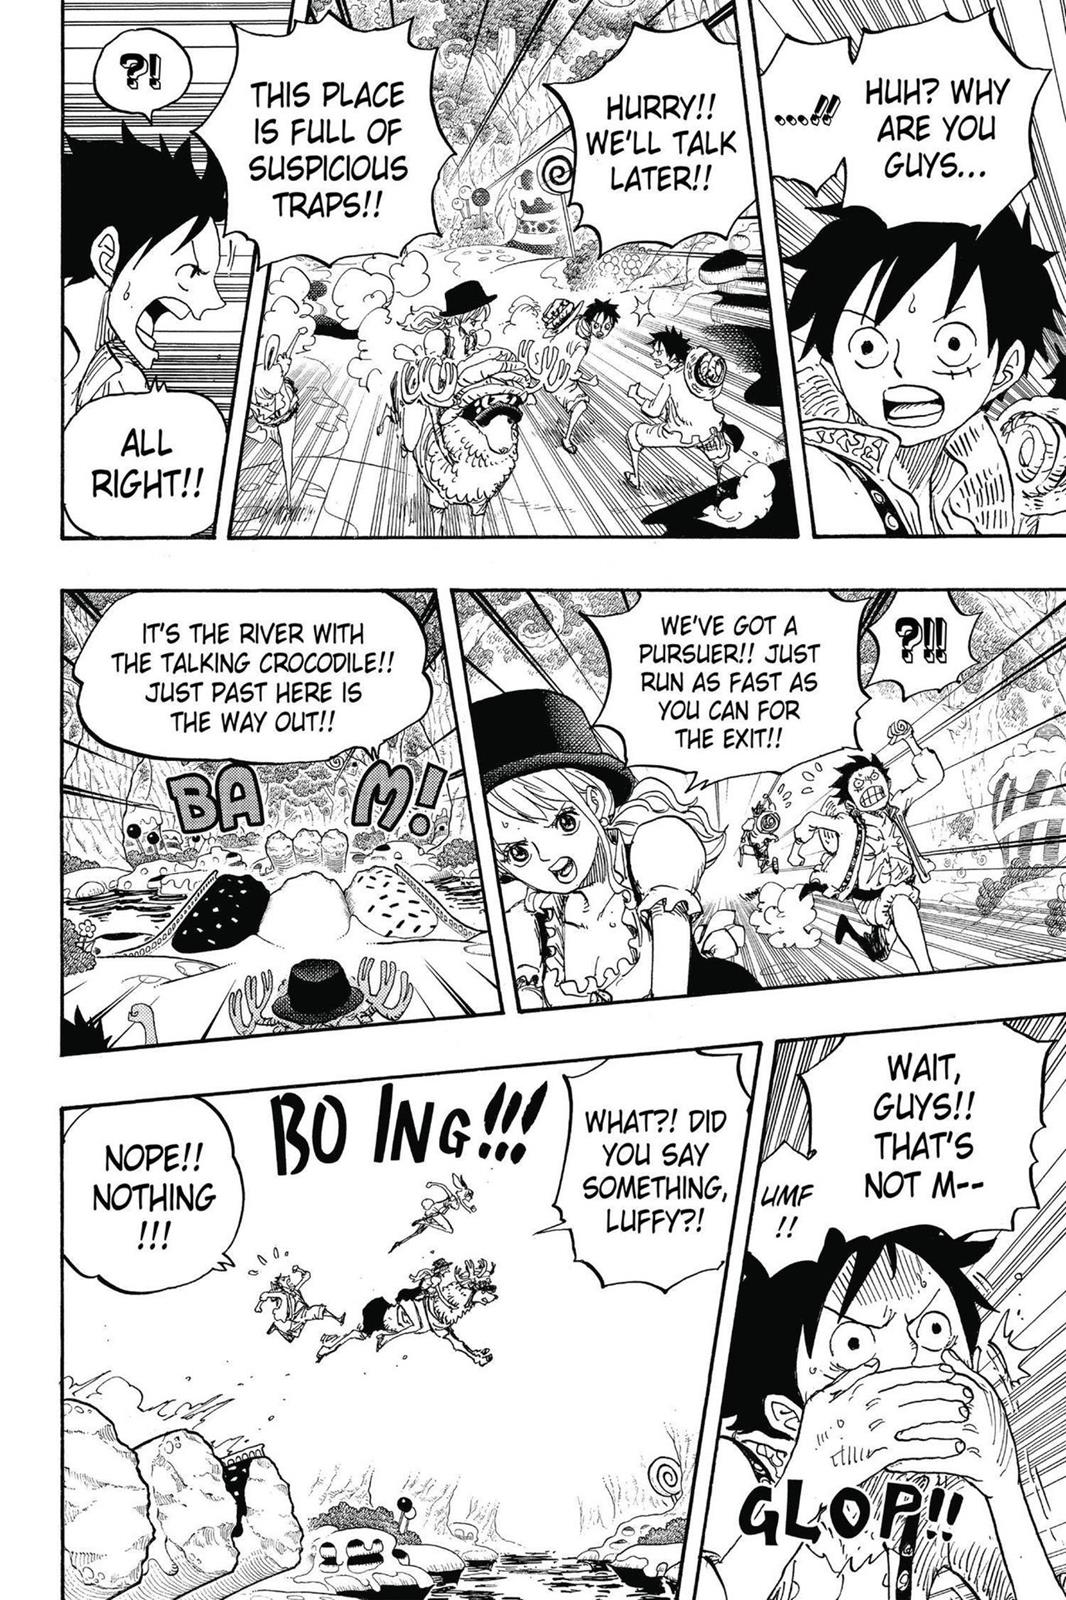 HUH? WHY
ARE YOU
GUYS...
....!!
HURRY!!
WE'LL TALK
LATER!!
THIS PLACE
IS FULL OF
SUSPICIOUS
TRAPS!!
?!
ALL
RIGHT!!
?!!
WE'VE GOT A
PURSUER!! JUST
RUN AS FAST AS
YOU CAN FOR
THE EXIT!!
IT'S THE RIVER WITH
THE TALKING CROCODILE!!
JUST PAST HERE IS
THE WAY OUT!!
BAM!
WAIT,
GUYS!!
THAT'S
NOT M--
UMF
!!
GLOP!!
WHAT?! DID
YOU SAY
SOMETHING,
LUFFY?!
BOING!!!
NOPE!!
NOTHING
!!!